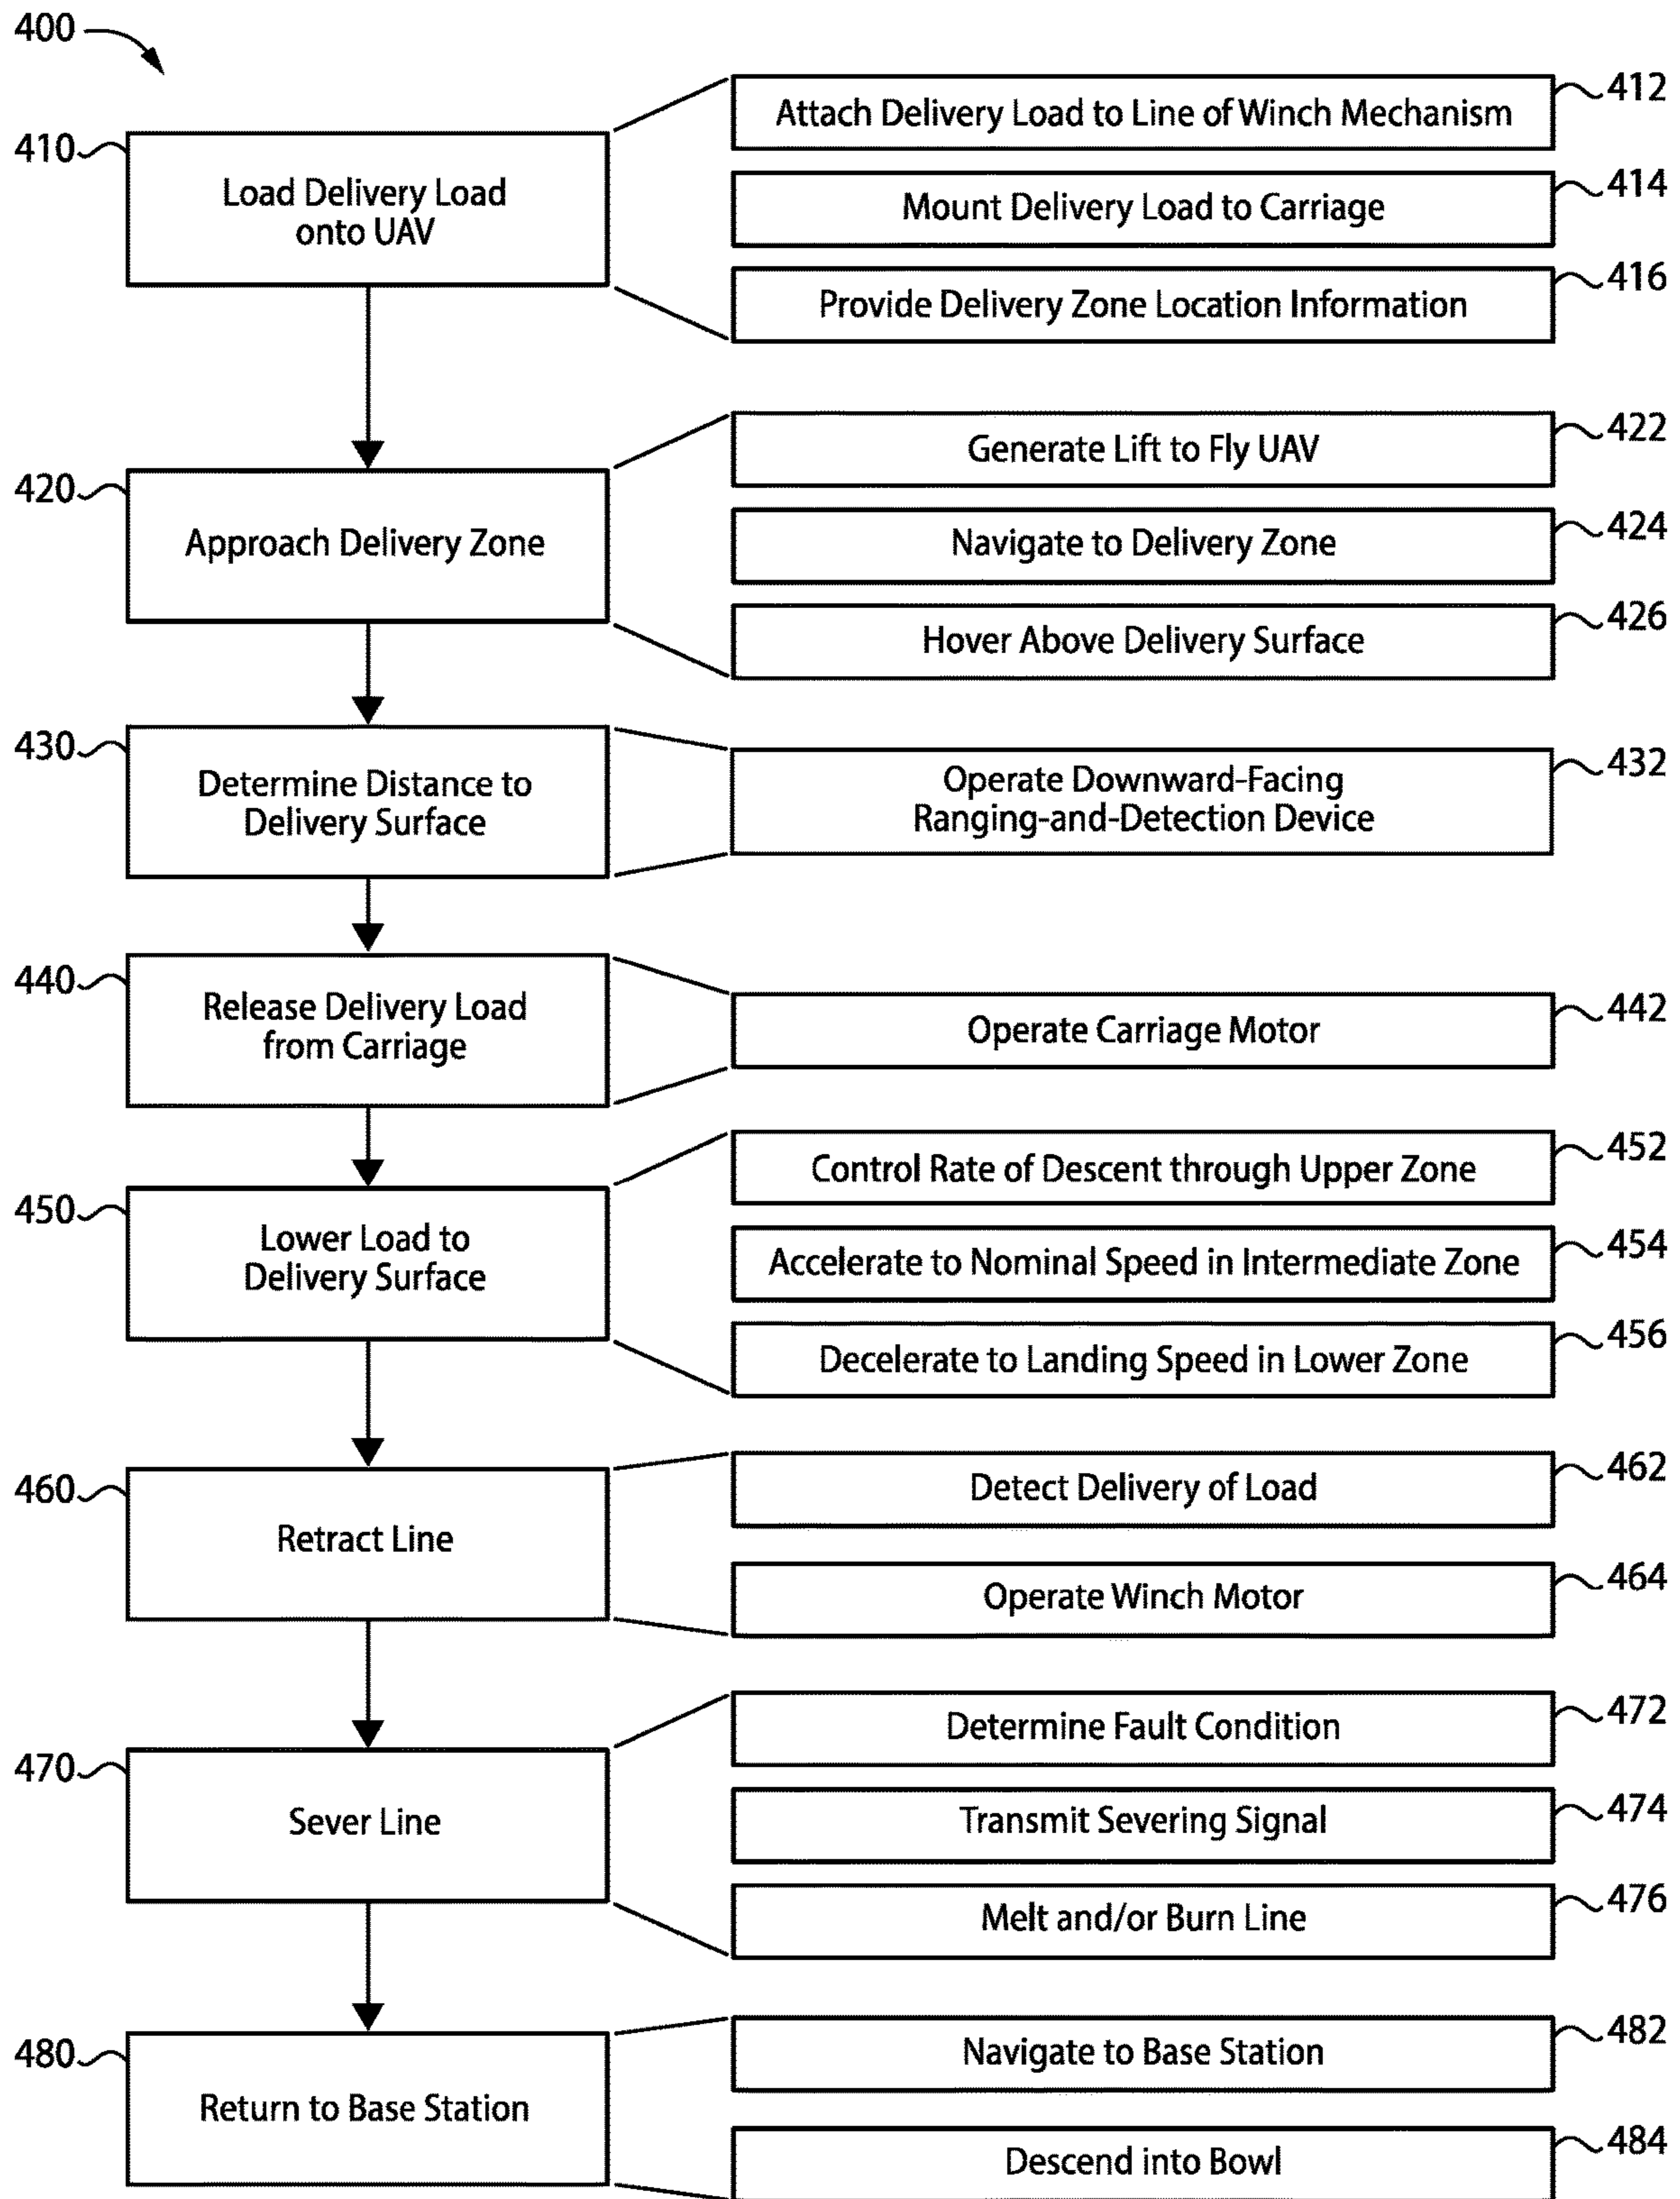 400
410
Load Delivery Load
onto UAV
Attach Delivery Load to Line of Winch Mechanism
412
Mount Delivery Load to Carriage
414
Provide Delivery Zone Location Information
416
420
Approach Delivery Zone
Generate Lift to Fly UAV
422
Navigate to Delivery Zone
424
Hover Above Delivery Surface
426
430
Determine Distance to
Delivery Surface
Operate Downward-Facing
Ranging-and-Detection Device
432
440
Release Delivery Load
from Carriage
Operate Carriage Motor
442
450
Lower Load to
Delivery Surface
Control Rate of Descent through Upper Zone
452
Accelerate to Nominal Speed in Intermediate Zone
454
Decelerate to Landing Speed in Lower Zone
456
460
Retract Line
Detect Delivery of Load
462
Operate Winch Motor
464
470
Sever Line
Determine Fault Condition
472
Transmit Severing Signal
474
Melt and/or Burn Line
476
480
Return to Base Station
Navigate to Base Station
482
Descend into Bowl
484